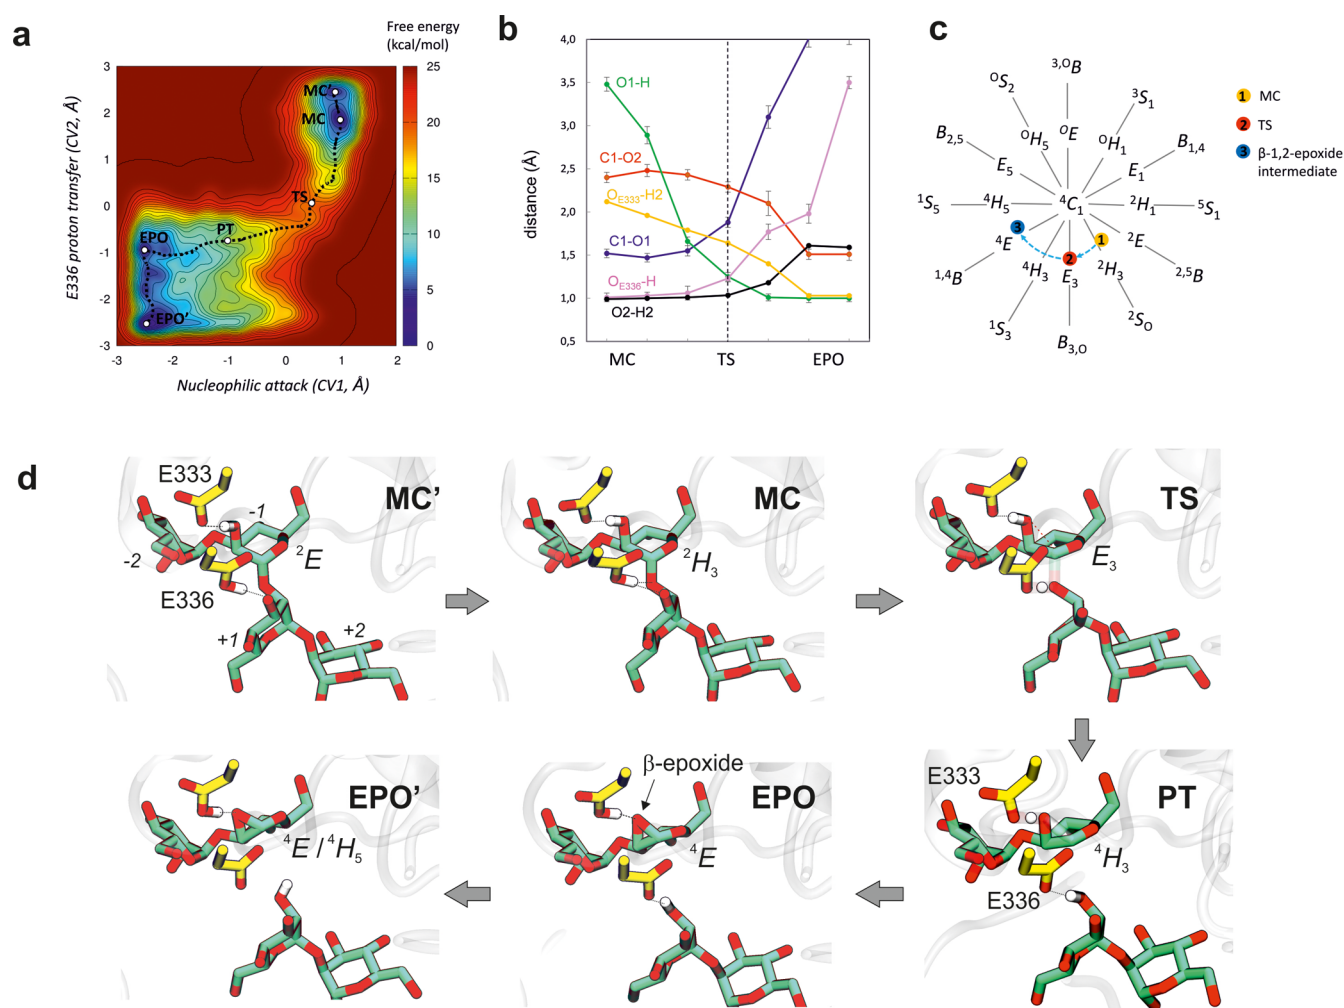 a
Free energy
(kcal/mol)
3
2
1
0
-1
-2
-3
E336 proton transfer (CV2, Å)
-3
-2
-1
0
1
2
Nucleophilic attack (CV1, Å)
MC'
MC
TS
PT
EPO
EPO'
25
20
15
10
5
0
b
4,0
3,5
3,0
2,5
2,0
1,5
1,0
0,5
distance (Å)
O1-H
C1-O2
OE333-H2
C1-O1
OE336-H
O2-H2
MC
TS
EPO
c
3,OB
OS2
3S1
OE
OH5
OH1
B2,5
B1,4
E5
E1
1S5
4H5
4C1
2H1
5S1
3
1
4E
2E
2
1,4B
4H3
E3
2H3
2,5B
1S3
B3,O
2SO
1 MC
2 TS
3 β-1,2-epoxide
intermediate
d
E333
-1
MC'
-2
2E
E336
+1
+2
MC
2H3
TS
E3
E333
PT
4H3
E336
β-epoxide
EPO
4E
EPO'
4E / 4H5